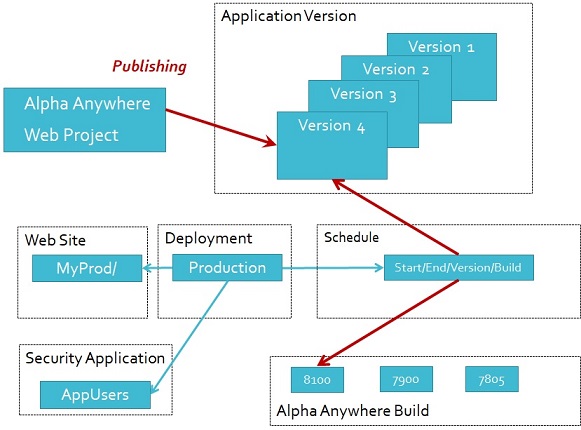 Application Version
Version 1
Version 2
Version 3
Version 4
Publishing
Alpha Anywhere
Web Project
Web Site
MyProd/
Deployment
Production
Schedule
Start/End/Version/Build
Security Application
AppUsers
8100
7900
7805
Alpha Anywhere Build